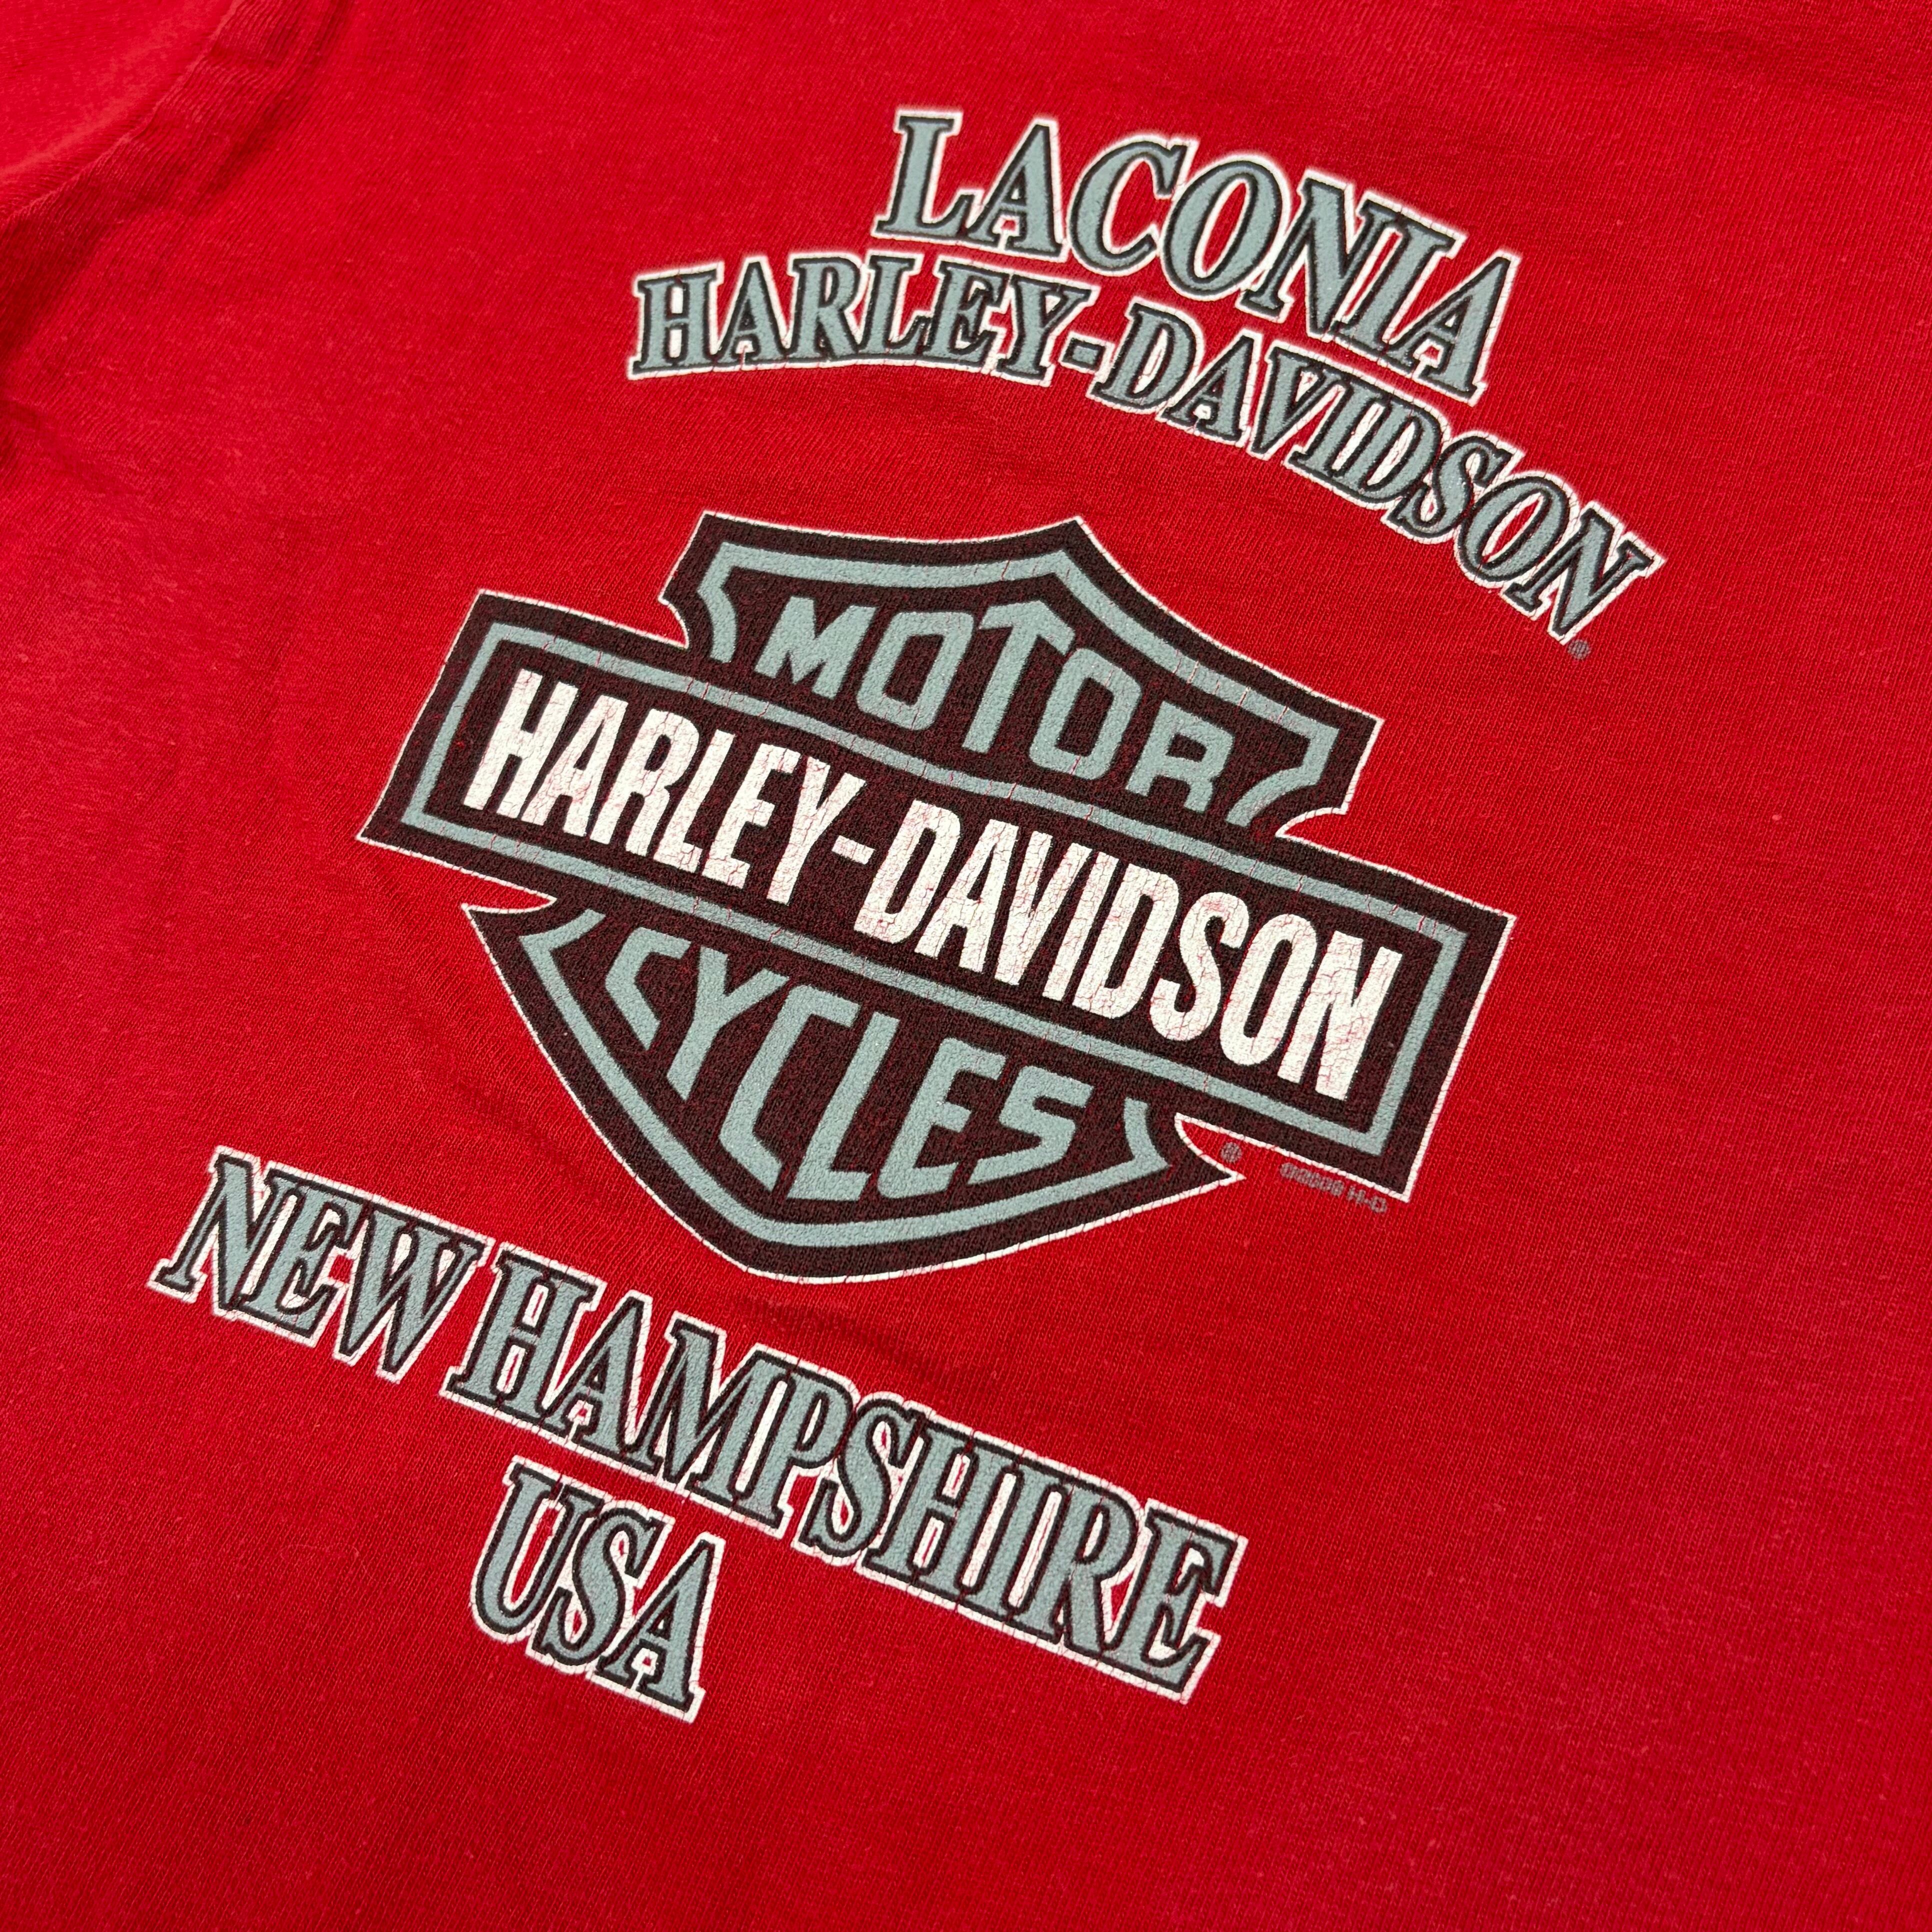 LACONIA
HARLEY-DAVIDSON®
MOTOR
HARLEY-DAVIDSON
CYCLES
® H-D
NEW HAMPSHIRE
USA